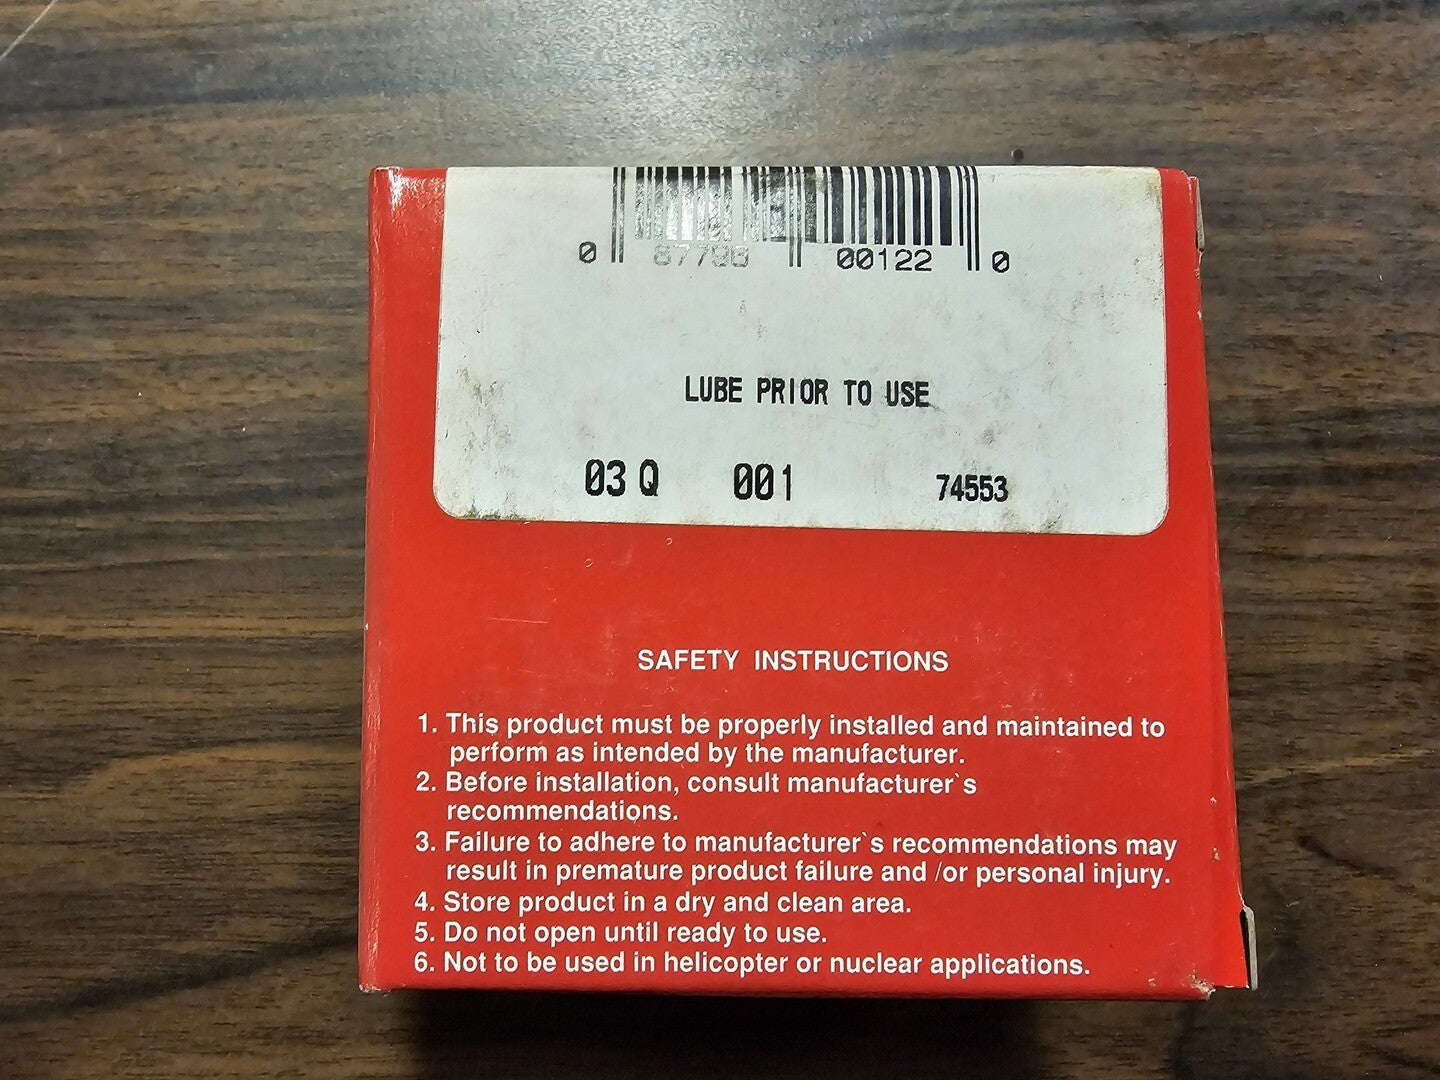 0 87796 00122 0
LUBE PRIOR TO USE
03 Q 001 74553
SAFETY INSTRUCTIONS
1. This product must be properly installed and maintained to
perform as intended by the manufacturer.
2. Before installation, consult manufacturer`s
recommendations.
3. Failure to adhere to manufacturer`s recommendations may
result in premature product failure and /or personal injury.
4. Store product in a dry and clean area.
5. Do not open until ready to use.
6. Not to be used in helicopter or nuclear applications.